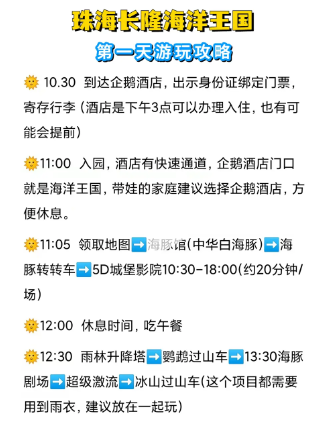 珠海长隆海洋王国
第一天游玩攻略
🌞 10.30 到达企鹅酒店，出示身份证绑定门票，
寄存行李（酒店是下午3点可以办理入住，也有可
能会提前）
🌞11:00 入园，酒店有快速通道，企鹅酒店门口
就是海洋王国，带娃的家庭建议选择企鹅酒店，方
便休息。
🌞11:05 领取地图➡️海豚馆(中华白海豚)➡️海
豚转转车➡️5D城堡影院10:30-18:00(约20分钟/
场）
🌞12:00 休息时间，吃午餐
🌞12:30 雨林升降塔➡️鹦鹉过山车➡️13:30海豚
剧场➡️超级激流➡️冰山过山车(这个项目都需要
用到雨衣，建议放在一起玩）